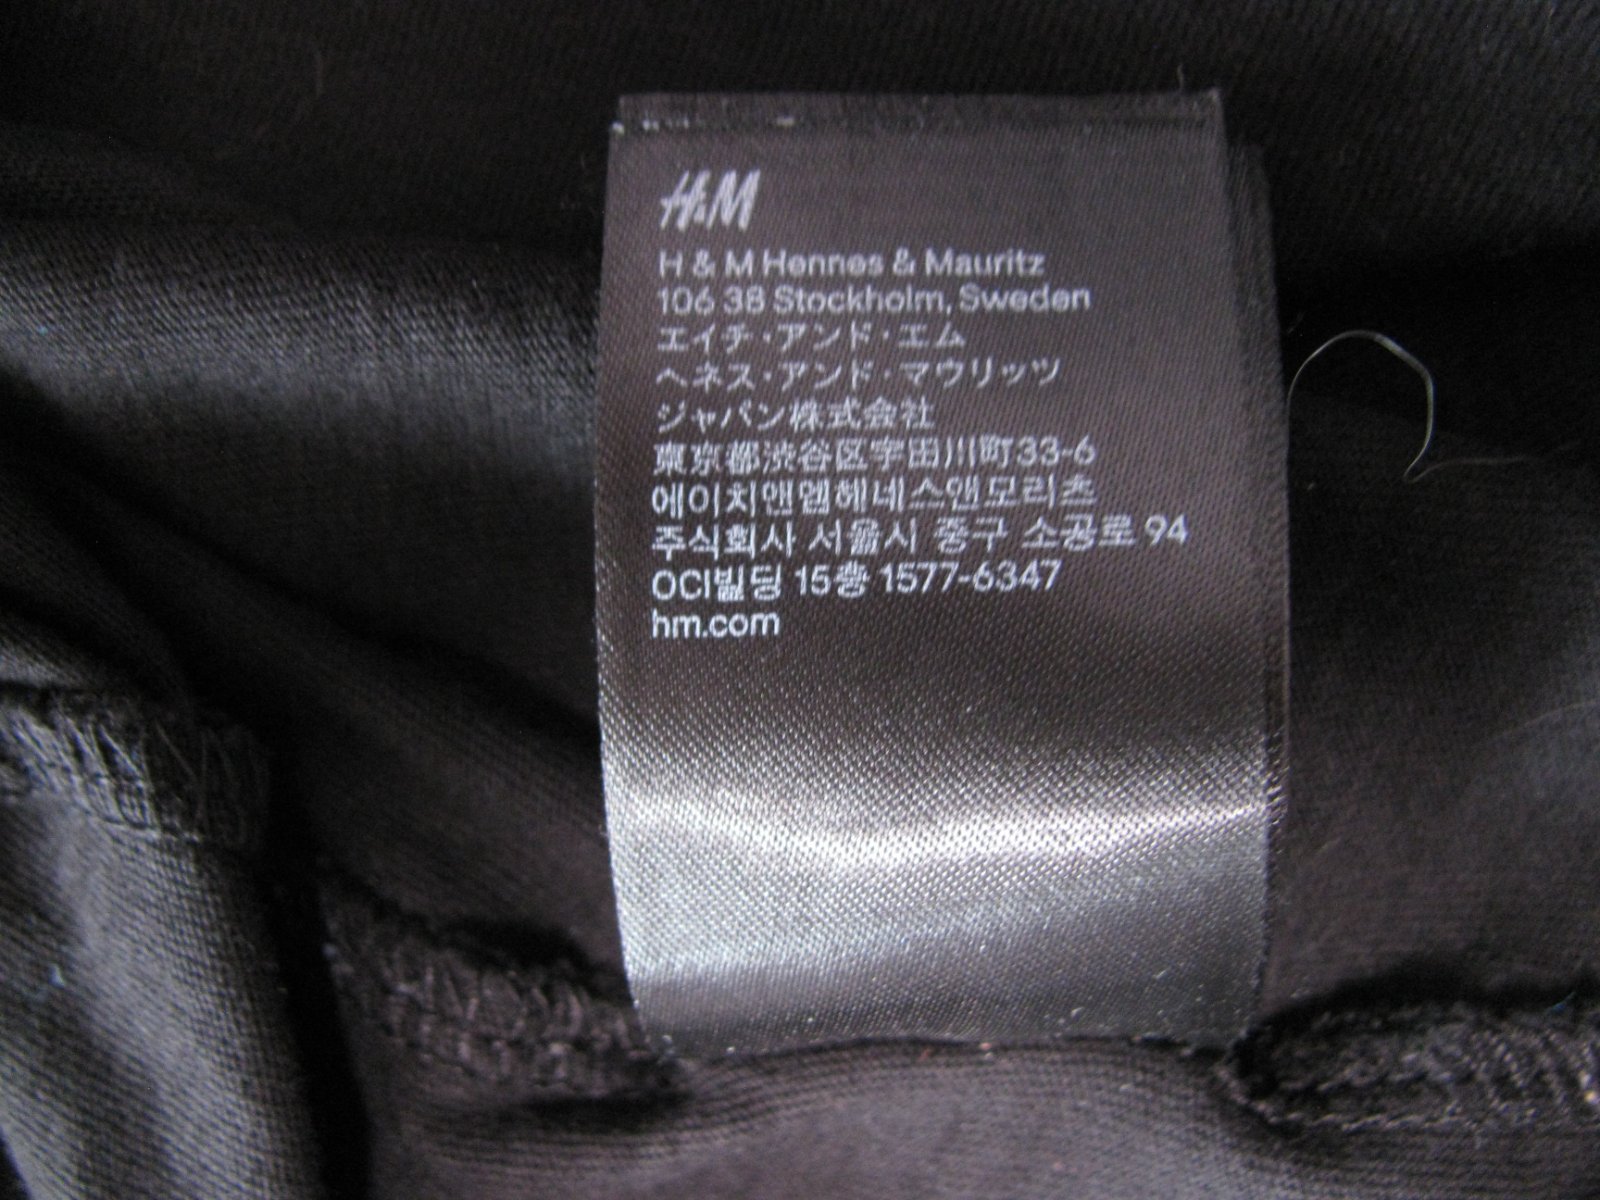 H&M
H & M Hennes & Mauritz
106 38 Stockholm, Sweden
エイチ・アンド・エム
ヘネス・アンド・マウリッツ
ジャパン株式会社
東京都渋谷区宇田川町33-6
에이치앤엠헤네스앤모리츠
주식회사 서울시 중구 소공로 94
OCI빌딩 15층 1577-6347
hm.com